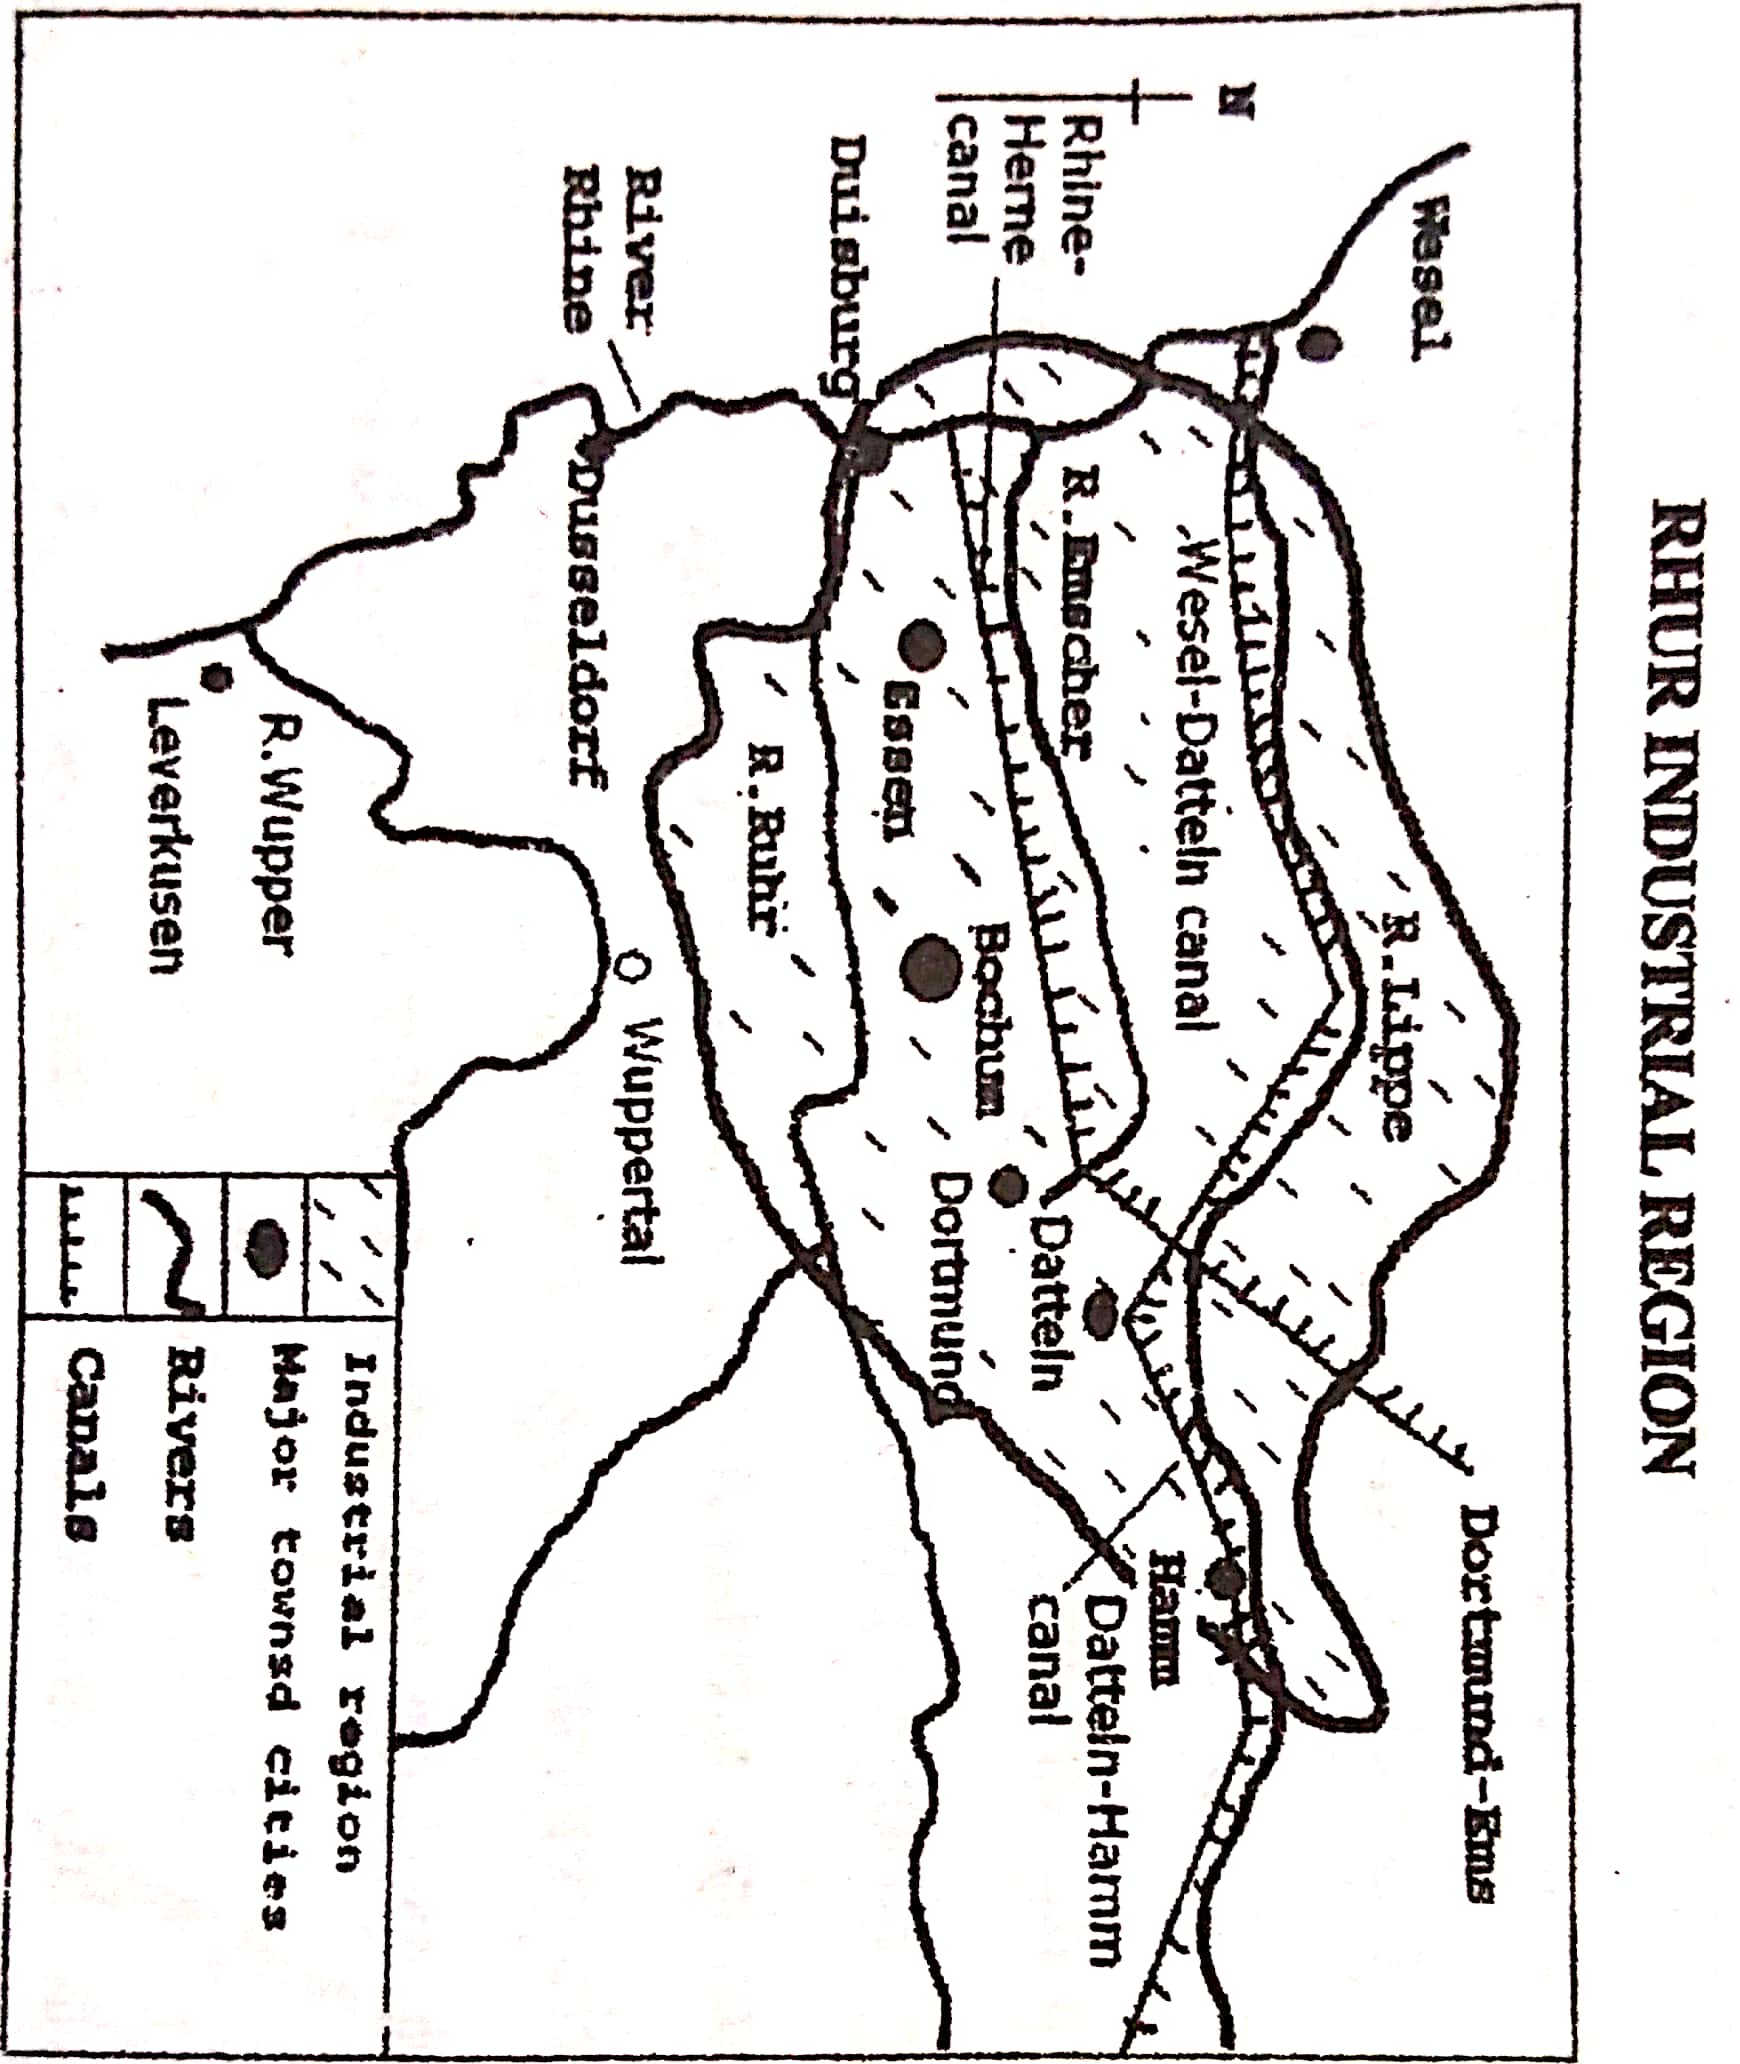 RHUR INDUSTRIAL REGION
N
Wesel
Rhine-
Herne
canal
Duisburg
River
Rhine
Dusseldorf
R.Emscher
Wesel-Datteln canal
R.Lippe
Essen
Bochum
R.Ruhr
Datteln
Dortmund
Dortmund-Ems
Hamm
Datteln-Hamm
canal
Wuppertal
R.Wupper
Leverkusen
Industrial region
Major townsd cities
Rivers
Canals